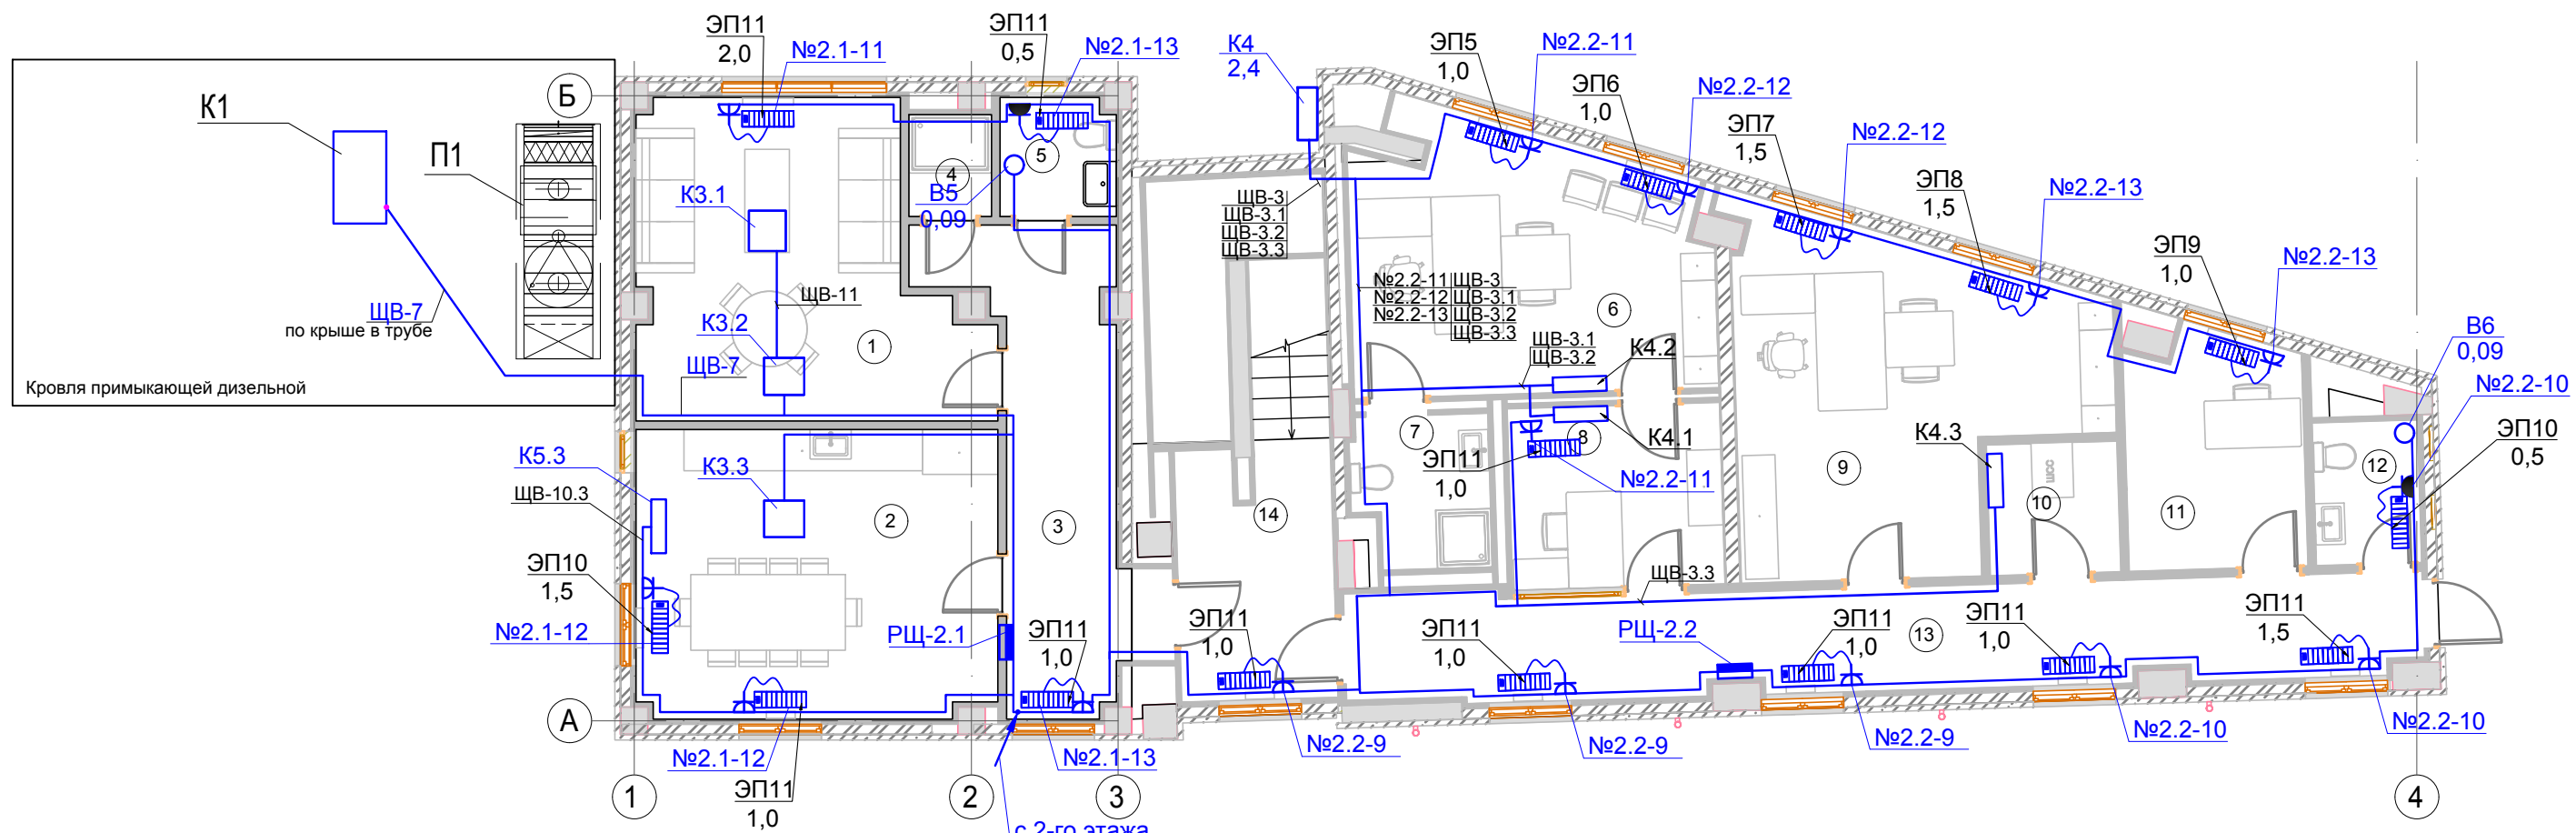 ЭП11
2,0
№2.1-11
ЭП11
0,5
№2.1-13
К4
2,4
ЭП5
1,0
№2.2-11
ЭП6
1,0
№2.2-12
ЭП7
1,5
№2.2-12
ЭП8
1,5
№2.2-13
ЭП9
1,0
№2.2-13
В6
0,09
№2.2-10
ЭП10
0,5
Б
К1
П1
К3.1
4
5
В5
0,09
ЩВ-3
ЩВ-3.1
ЩВ-3.2
ЩВ-3.3
№2.2-11 ЩВ-3
№2.2-12 ЩВ-3.1
№2.2-13 ЩВ-3.2
ЩВ-3.3
ЩВ-7
по крыше в трубе
ЩВ-11
К3.2
1
ЩВ-7
6
ЩВ-3.1
ЩВ-3.2
К4.2
Кровля примыкающей дизельной
К5.3
ЩВ-10.3
К3.3
2
3
14
7
8
К4.1
ЭП11
1,0
№2.2-11
9
К4.3
ШСС
10
11
12
ЭП10
1,5
№2.1-12
РЩ-2.1
ЭП11
1,0
ЭП11
1,0
ЭП11
1,0
ЩВ-3.3
РЩ-2.2
ЭП11
1,0
13
ЭП11
1,0
ЭП11
1,5
А
№2.1-12
ЭП11
1,0
№2.1-13
№2.2-9
№2.2-9
№2.2-9
№2.2-10
№2.2-10
1
2
3
4
с 2-го этажа